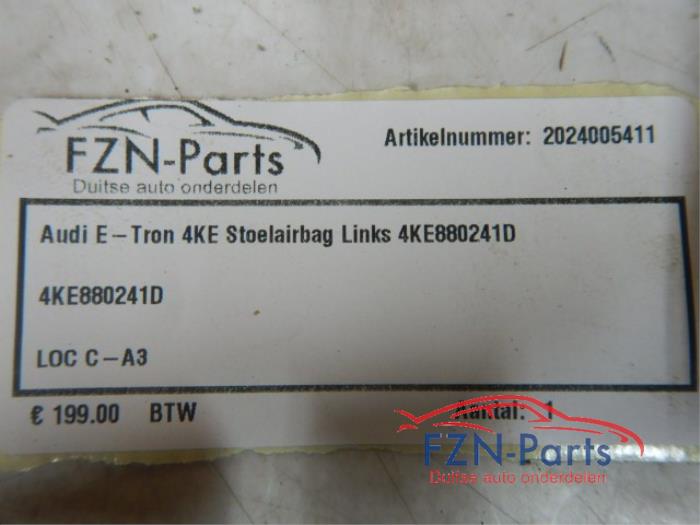 FZN-Parts
Duitse auto onderdelen
Artikelnummer: 2024005411
Audi E-Tron 4KE Stoelairbag Links 4KE880241D
4KE880241D
LOC C-A3
€ 199.00 BTW
Aantal: 1
FZN-Parts
Duitse auto onderdelen